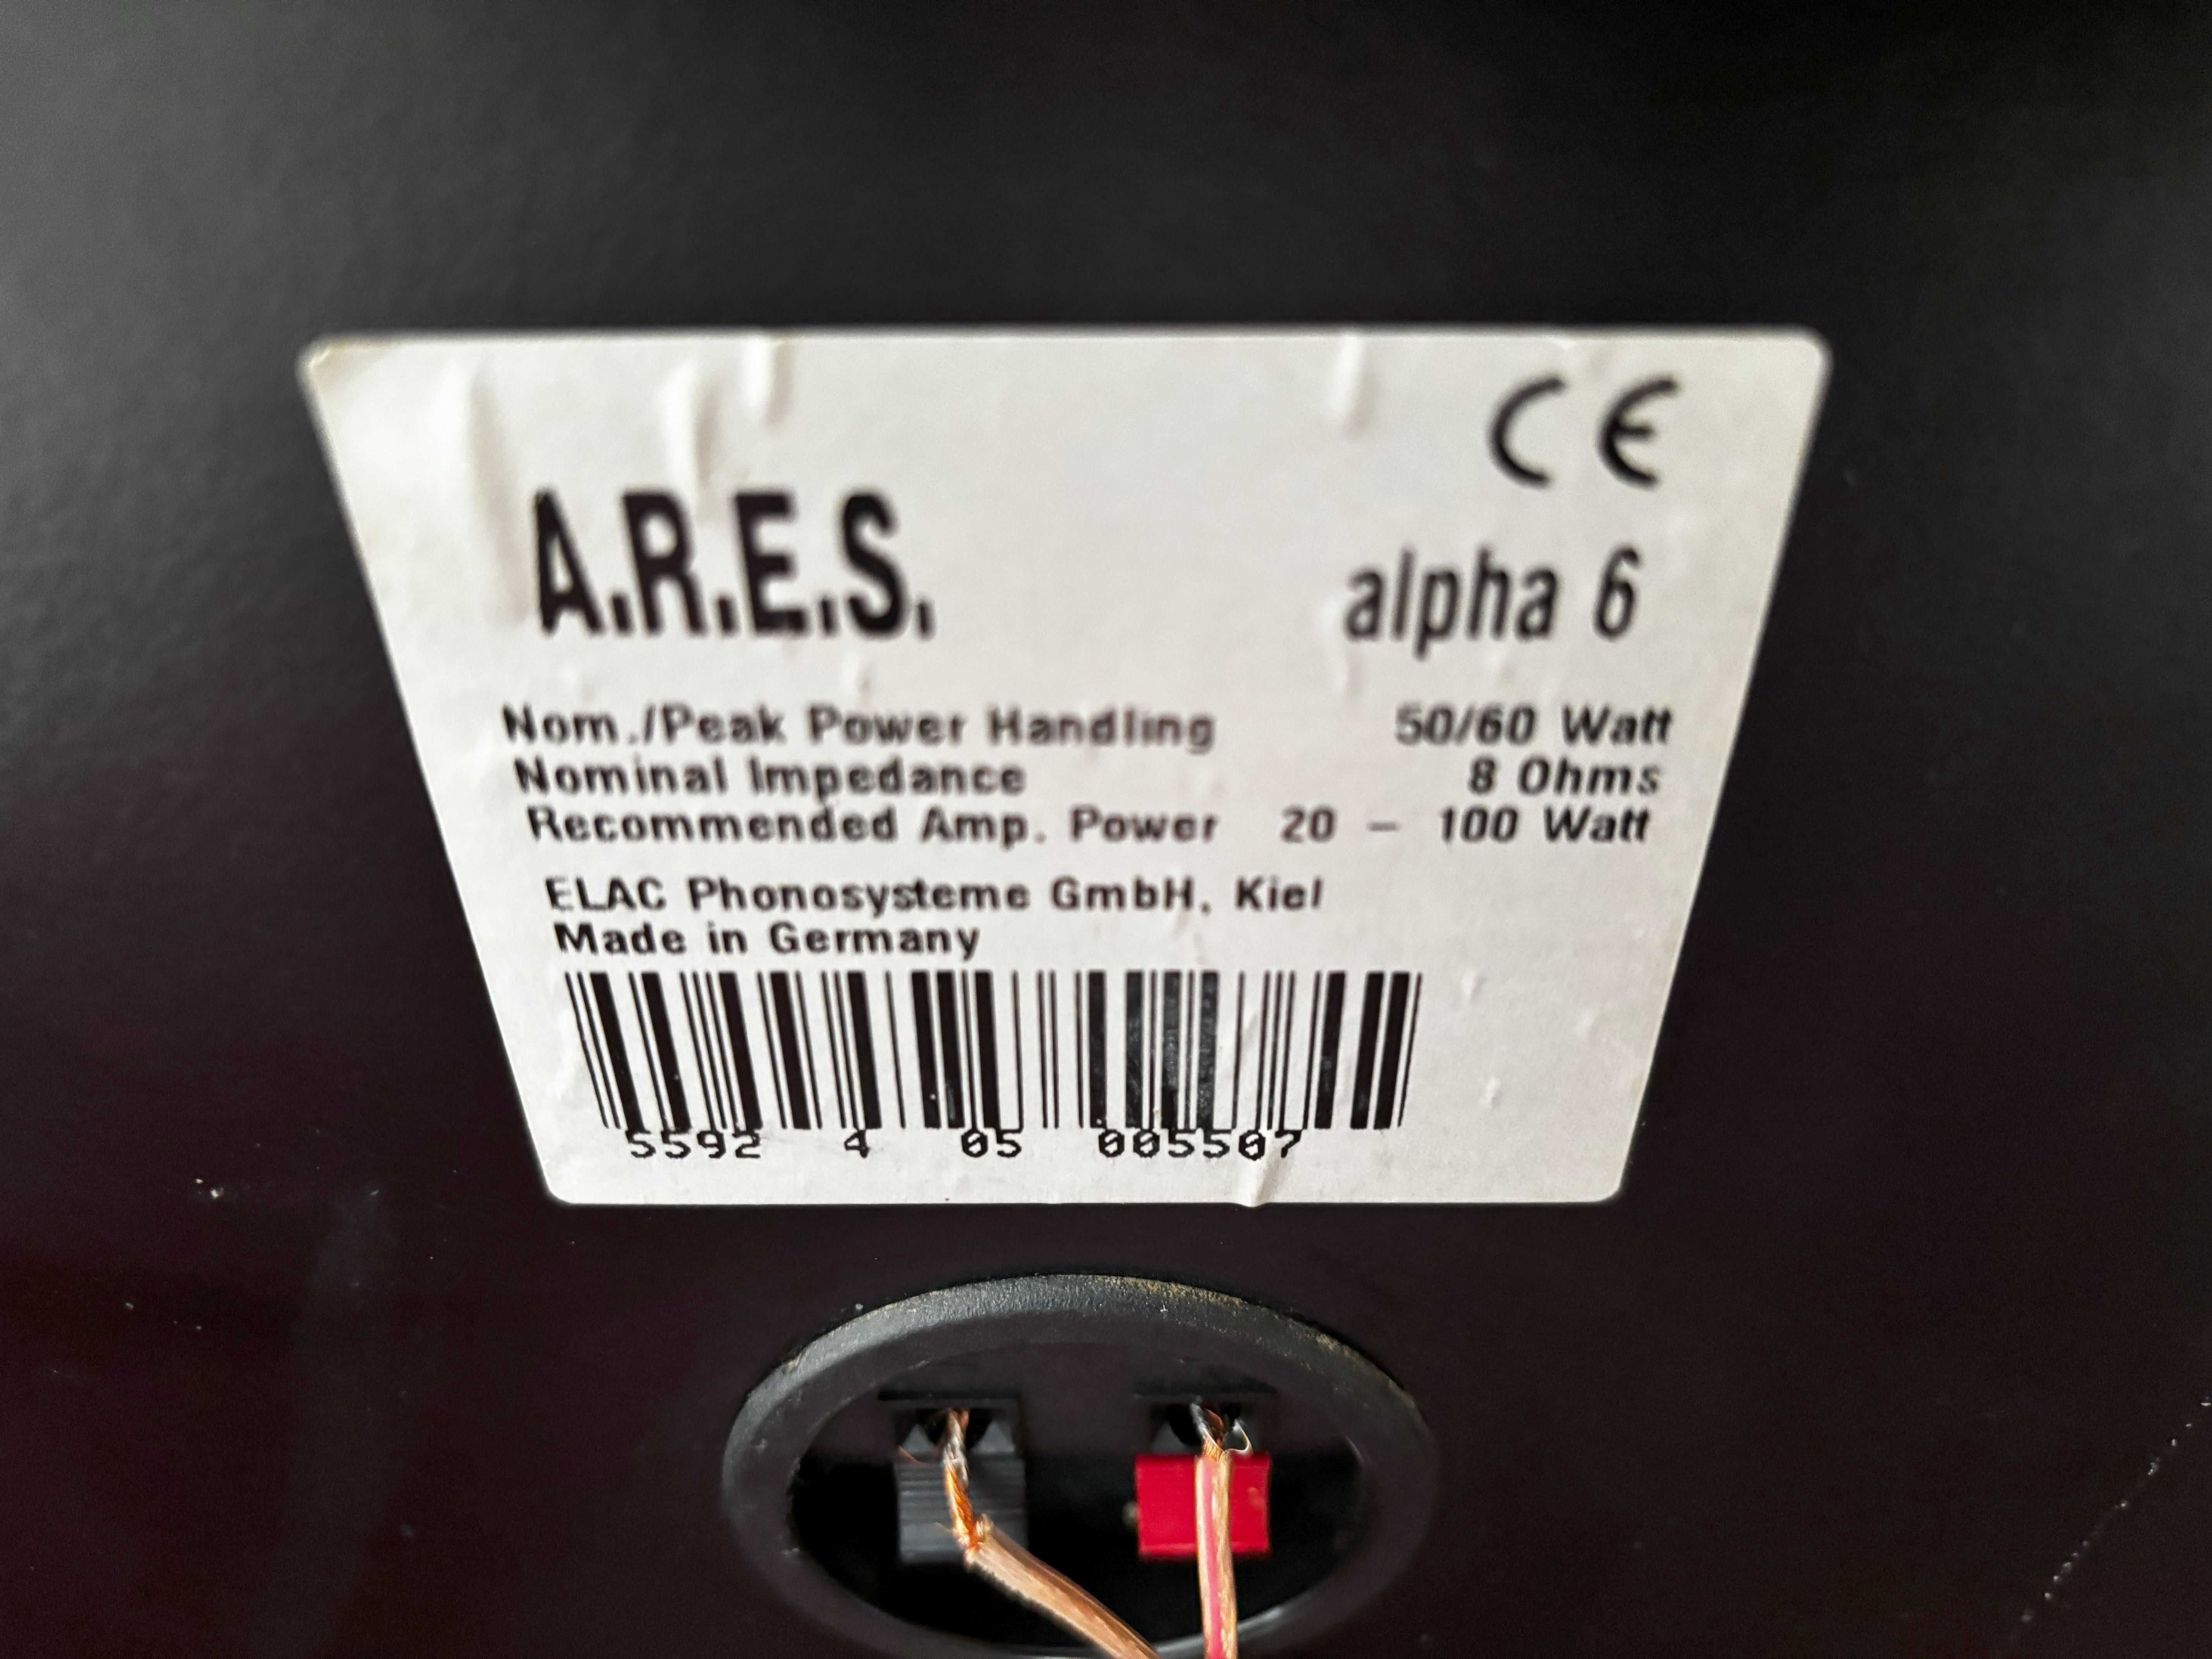 CE
A.R.E.S. alpha 6
Nom./Peak Power Handling 50/60 Watt
Nominal Impedance 8 Ohms
Recommended Amp. Power 20 – 100 Watt
ELAC Phonosysteme GmbH, Kiel
Made in Germany
5592 4 05 005507